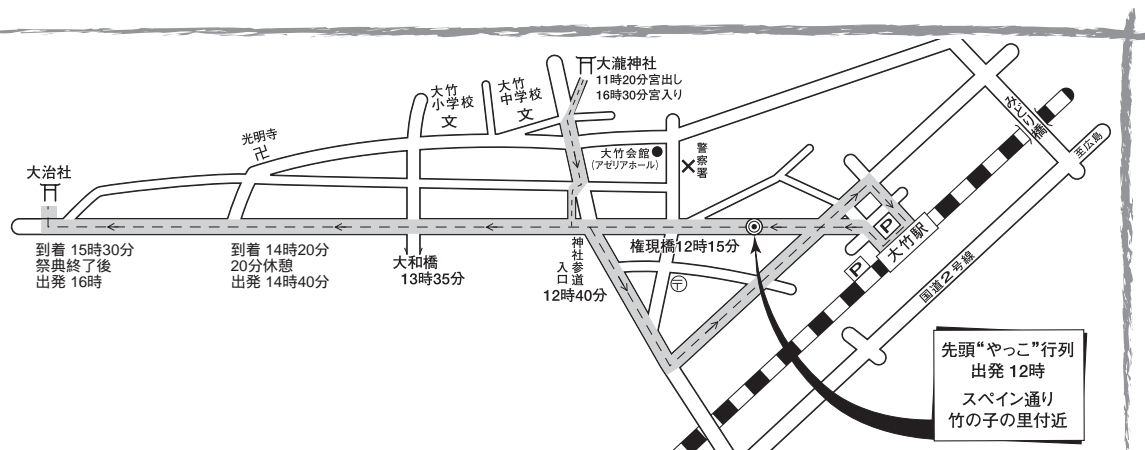 大瀧神社
11時20分宮出し
16時30分宮入り
大竹
小学校
文
大竹
中学校
文
光明寺
卍
大治社
大竹会館
(アゼリアホール)
警察署
みどり橋
至広島
到着 15時30分
祭典終了後
出発 16時
到着 14時20分
20分休憩
出発 14時40分
大和橋
13時35分
神社参道
入口
12時40分
権現橋12時15分
〒
P
P
大竹駅
国道2号線
先頭“やっこ”行列
出発 12時
スペイン通り
竹の子の里付近